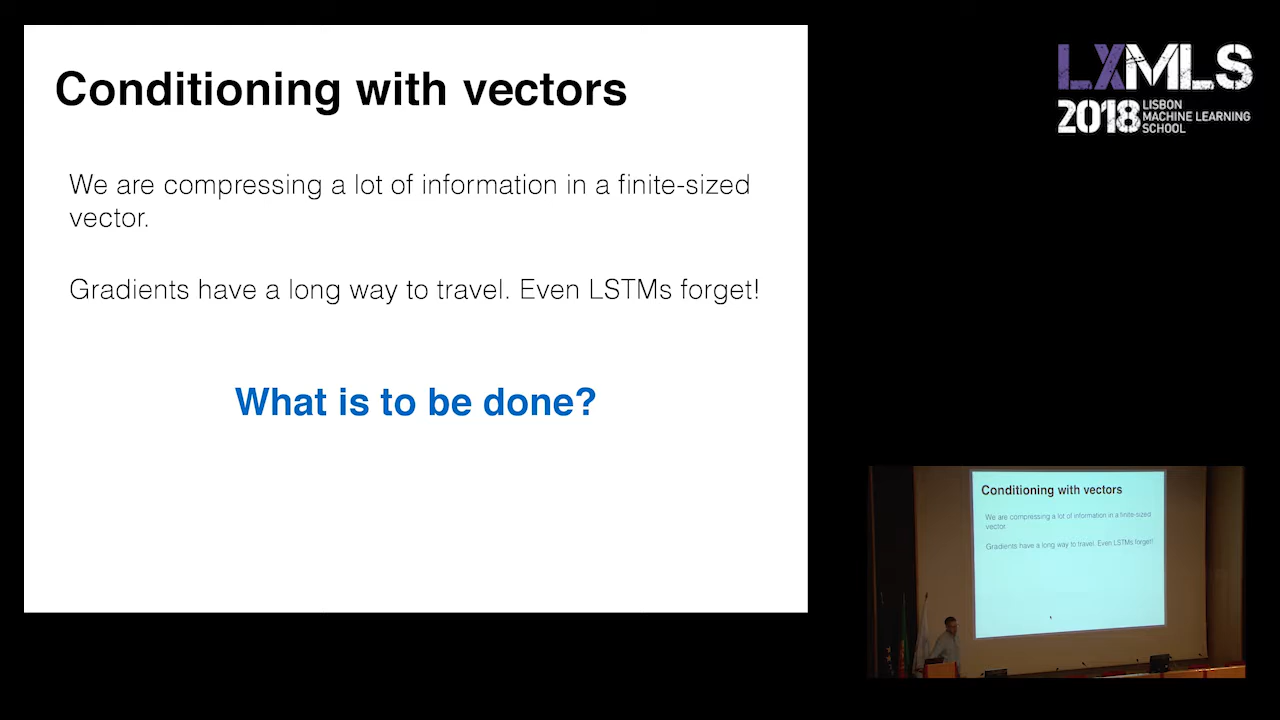 Conditioning with vectors
We are compressing a lot of information in a finite-sized
vector.
Gradients have a long way to travel. Even LSTMs forget!
What is to be done?
LXMLS
2018 LISBON
MACHINE LEARNING
SCHOOL
Conditioning with vectors
We are compressing a lot of information in a finite-sized
vector
Gradients have a long way to travel. Even LSTMs forget!